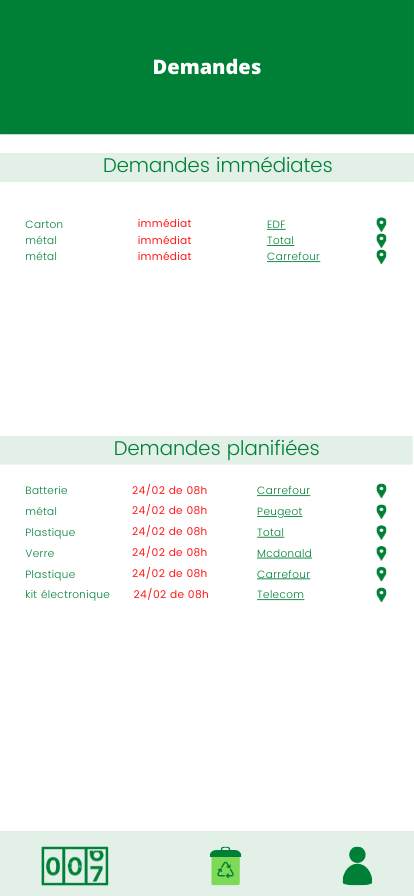 Demandes
Demandes immédiates
Carton immédiat EDF
métal immédiat Total
métal immédiat Carrefour
Demandes planifiées
Batterie 24/02 de 08h Carrefour
métal 24/02 de 08h Peugeot
Plastique 24/02 de 08h Total
Verre 24/02 de 08h Mcdonald
Plastique 24/02 de 08h Carrefour
kit électronique 24/02 de 08h Telecom
007